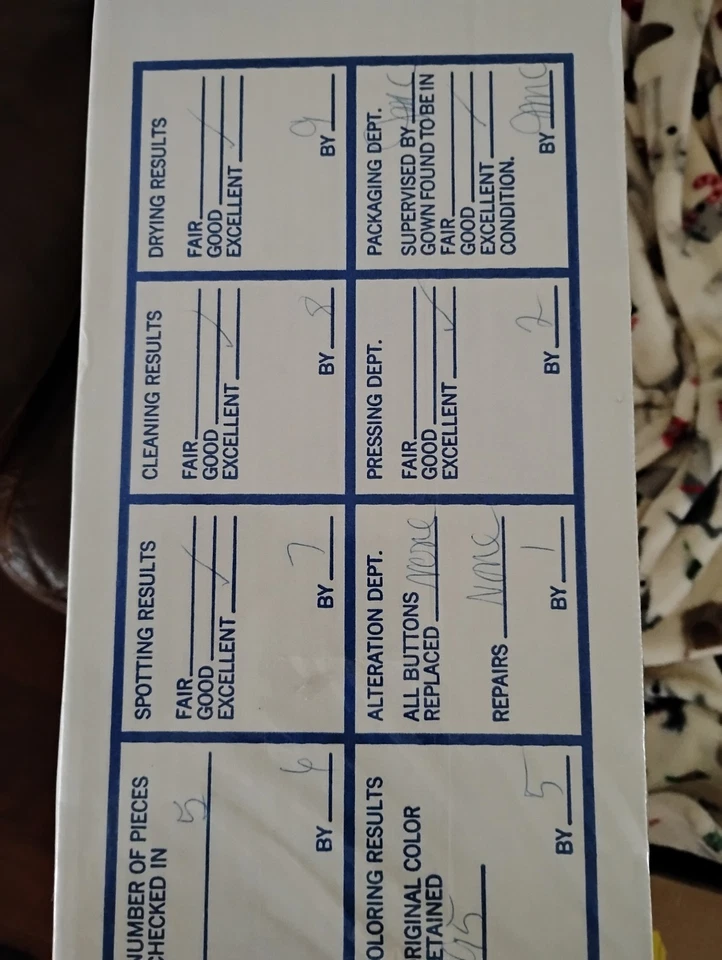 NUMBER OF PIECES
CHECKED IN 5
BY 6
SPOTTING RESULTS
FAIR
GOOD
EXCELLENT ✓
BY 7
CLEANING RESULTS
FAIR
GOOD
EXCELLENT ✓
BY 8
DRYING RESULTS
FAIR
GOOD
EXCELLENT ✓
BY 9
OLORING RESULTS
RIGINAL COLOR
ETAINED
BY 5
ALTERATION DEPT.
ALL BUTTONS
REPLACED None
REPAIRS None
BY 1
PRESSING DEPT.
FAIR
GOOD
EXCELLENT ✓
BY 2
PACKAGING DEPT.
SUPERVISED BY
GOWN FOUND TO BE IN
FAIR
GOOD
EXCELLENT ✓
CONDITION.
BY